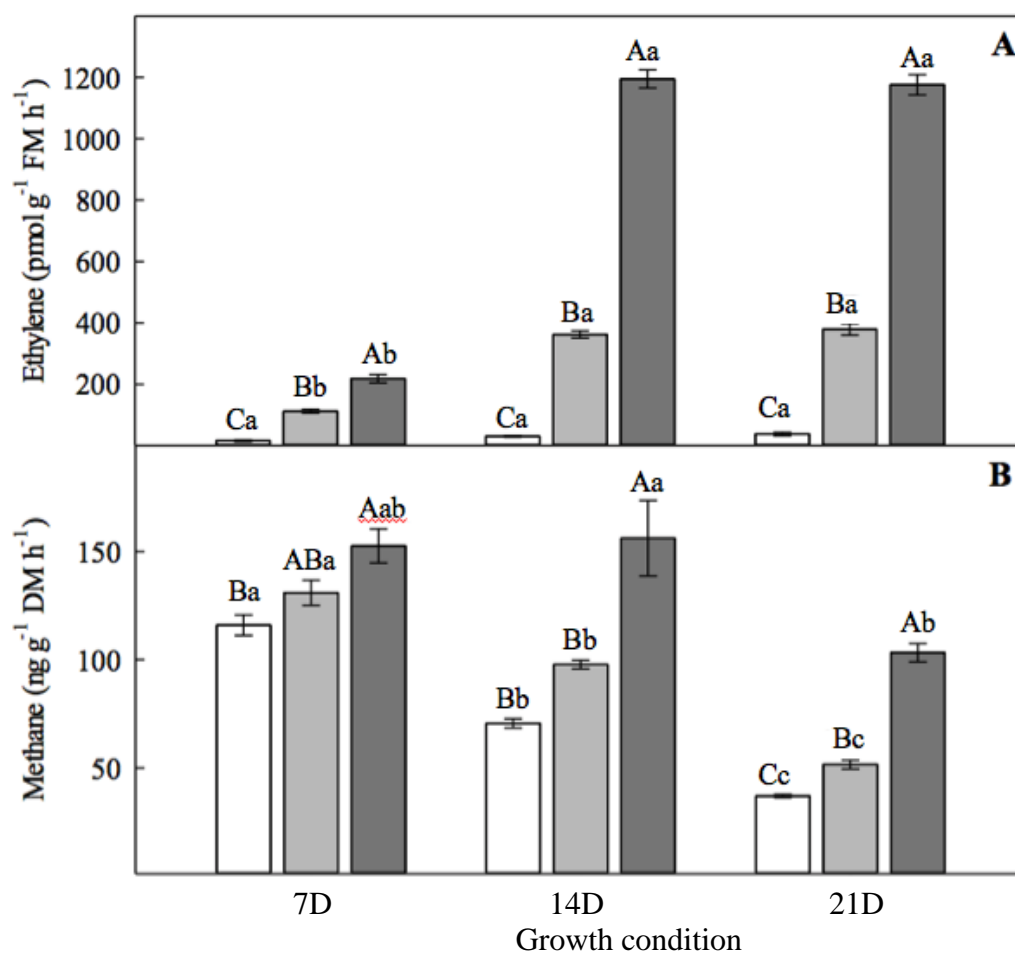 A
Ethylene (pmol g⁻¹ FM h⁻¹)
1200
1000
800
600
400
200
Ca
Bb
Ab
Ca
Ba
Aa
Ca
Ba
Aa
B
Methane (ng g⁻¹ DM h⁻¹)
150
100
50
Ba
ABa
Aab
Bb
Bb
Aa
Cc
Bc
Ab
7D 14D 21D
Growth condition